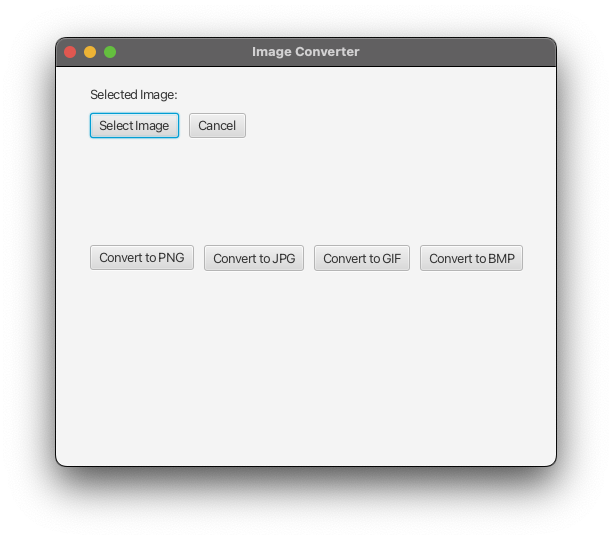 Image Converter
Selected Image:
Select Image Cancel
Convert to PNG Convert to JPG Convert to GIF Convert to BMP